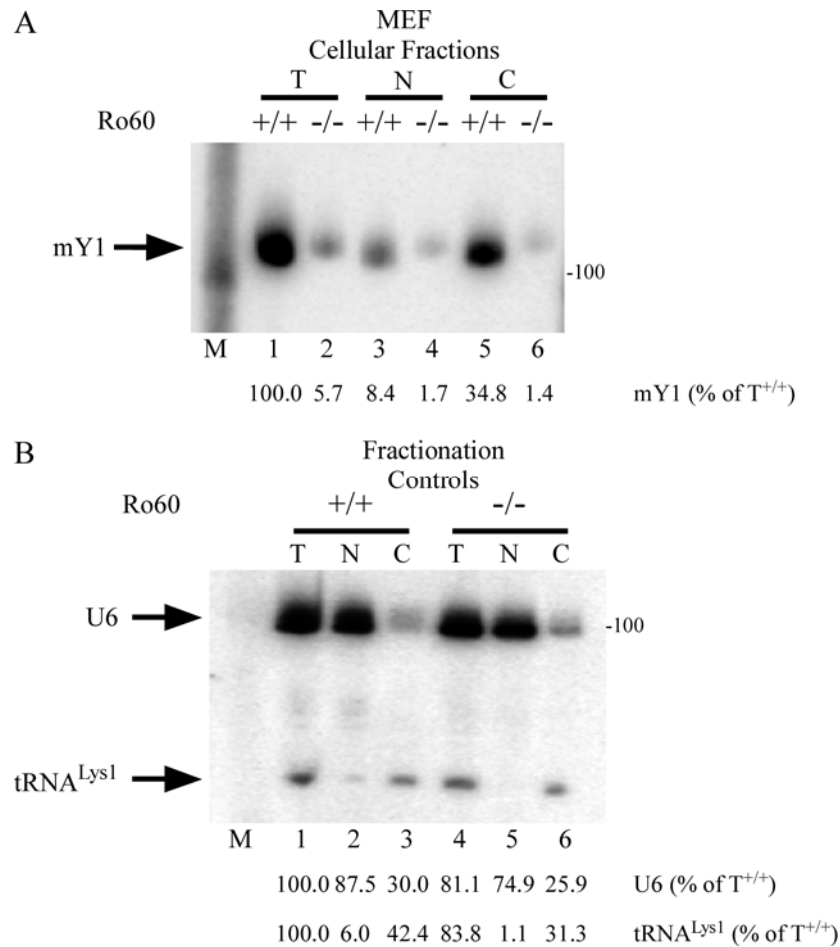 A
MEF
Cellular Fractions
T N C
Ro60 +/+ -/- +/+ -/- +/+ -/-
mY1
-100
M 1 2 3 4 5 6
100.0 5.7 8.4 1.7 34.8 1.4 mY1 (% of T+/+)
B
Fractionation
Controls
Ro60 +/+ -/-
T N C T N C
U6
-100
tRNALys1
M 1 2 3 4 5 6
100.0 87.5 30.0 81.1 74.9 25.9 U6 (% of T+/+)
100.0 6.0 42.4 83.8 1.1 31.3 tRNALys1 (% of T+/+)